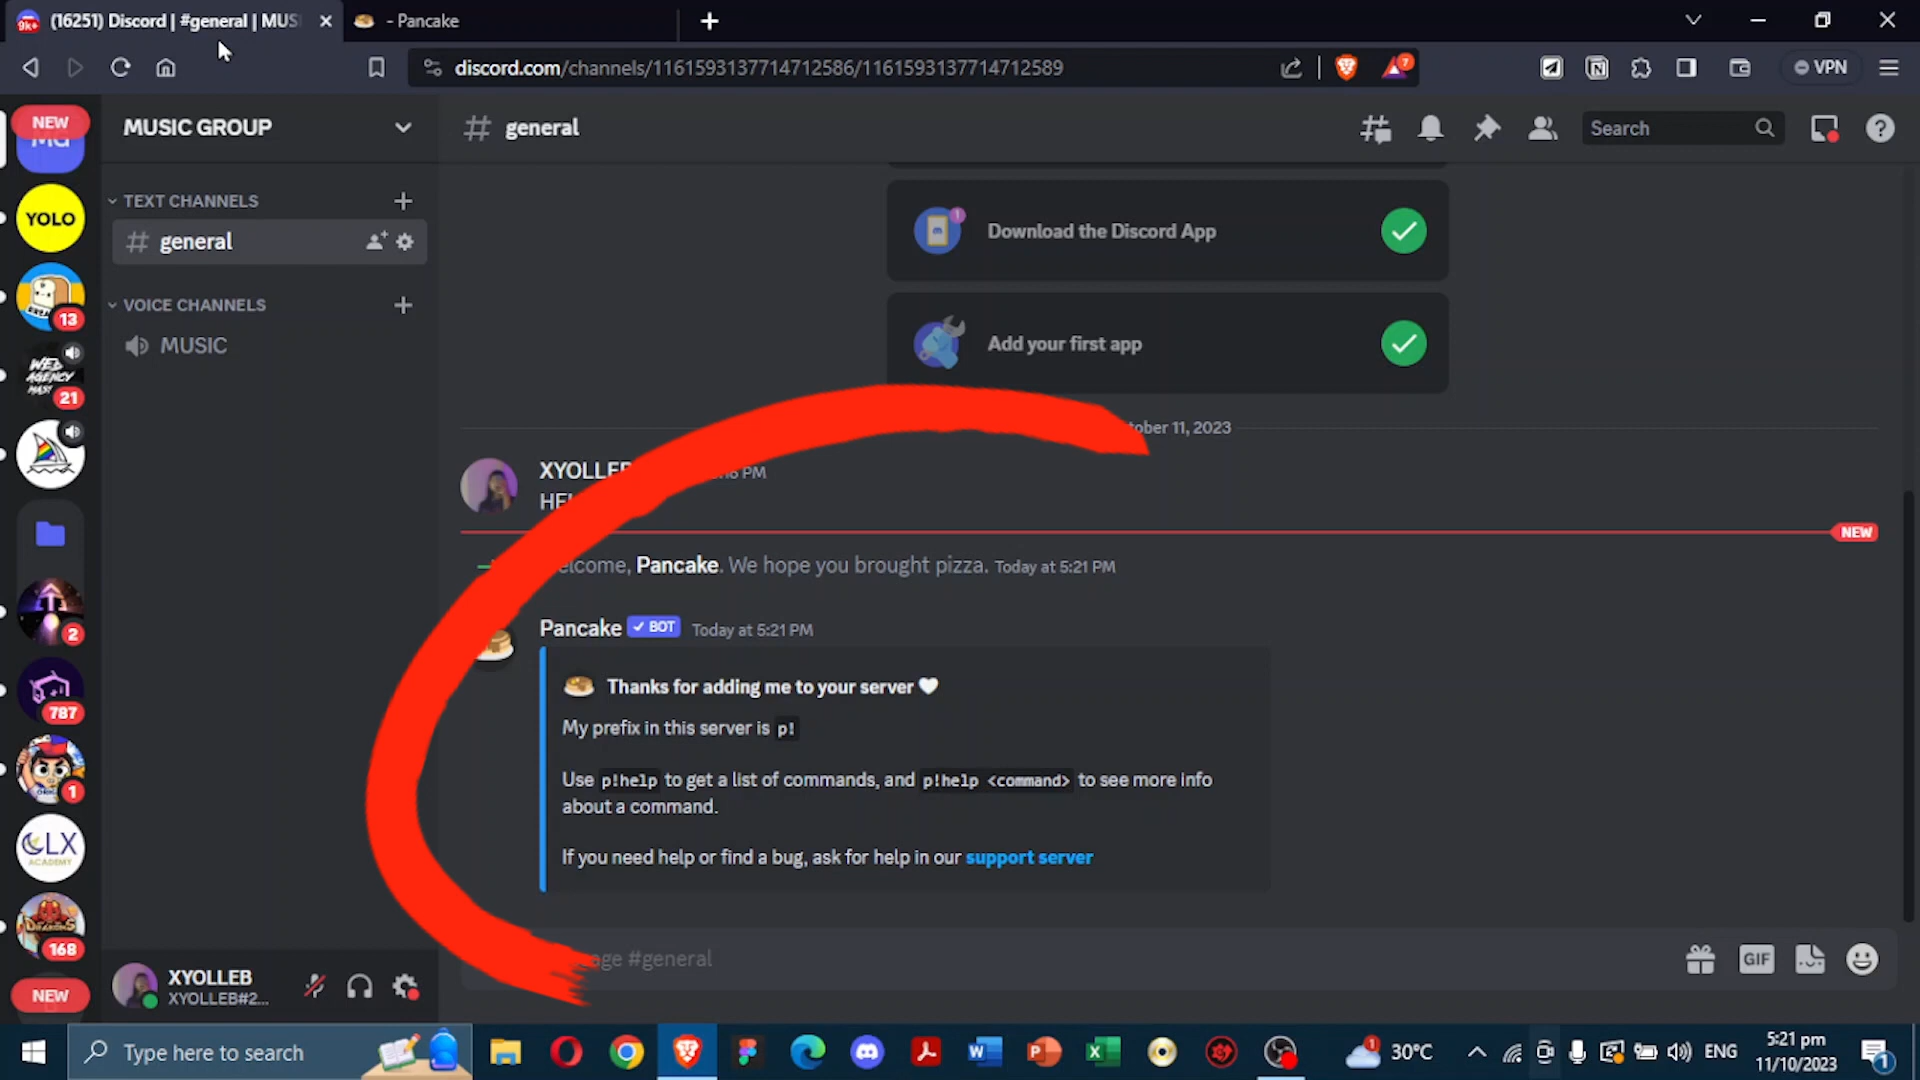 (16251) Discord | #general | MUS
- Pancake
discord.com/channels/1161593137714712586/1161593137714712589
7
VPN
NEW
MUSIC GROUP
general
Search
YOLO
TEXT CHANNELS
general
VOICE CHANNELS
MUSIC
Download the Discord App
Add your first app
13
WEB
AGENCY
21
tober 11, 2023
XYOLLEB PM
NEW
Pancake. We hope you brought pizza. Today at 5:21 PM
Pancake BOT Today at 5:21 PM
Thanks for adding me to your server
My prefix in this server is p!
Use p!help to get a list of commands, and p!help <command> to see more info
about a command.
If you need help or find a bug, ask for help in our support server
2
787
1
CLX
ACADEMY
168
NEW
#general
GIF
XYOLLEB
XYOLLEB#2...
Type here to search
30°C
ENG
5:21 pm
11/10/2023
1